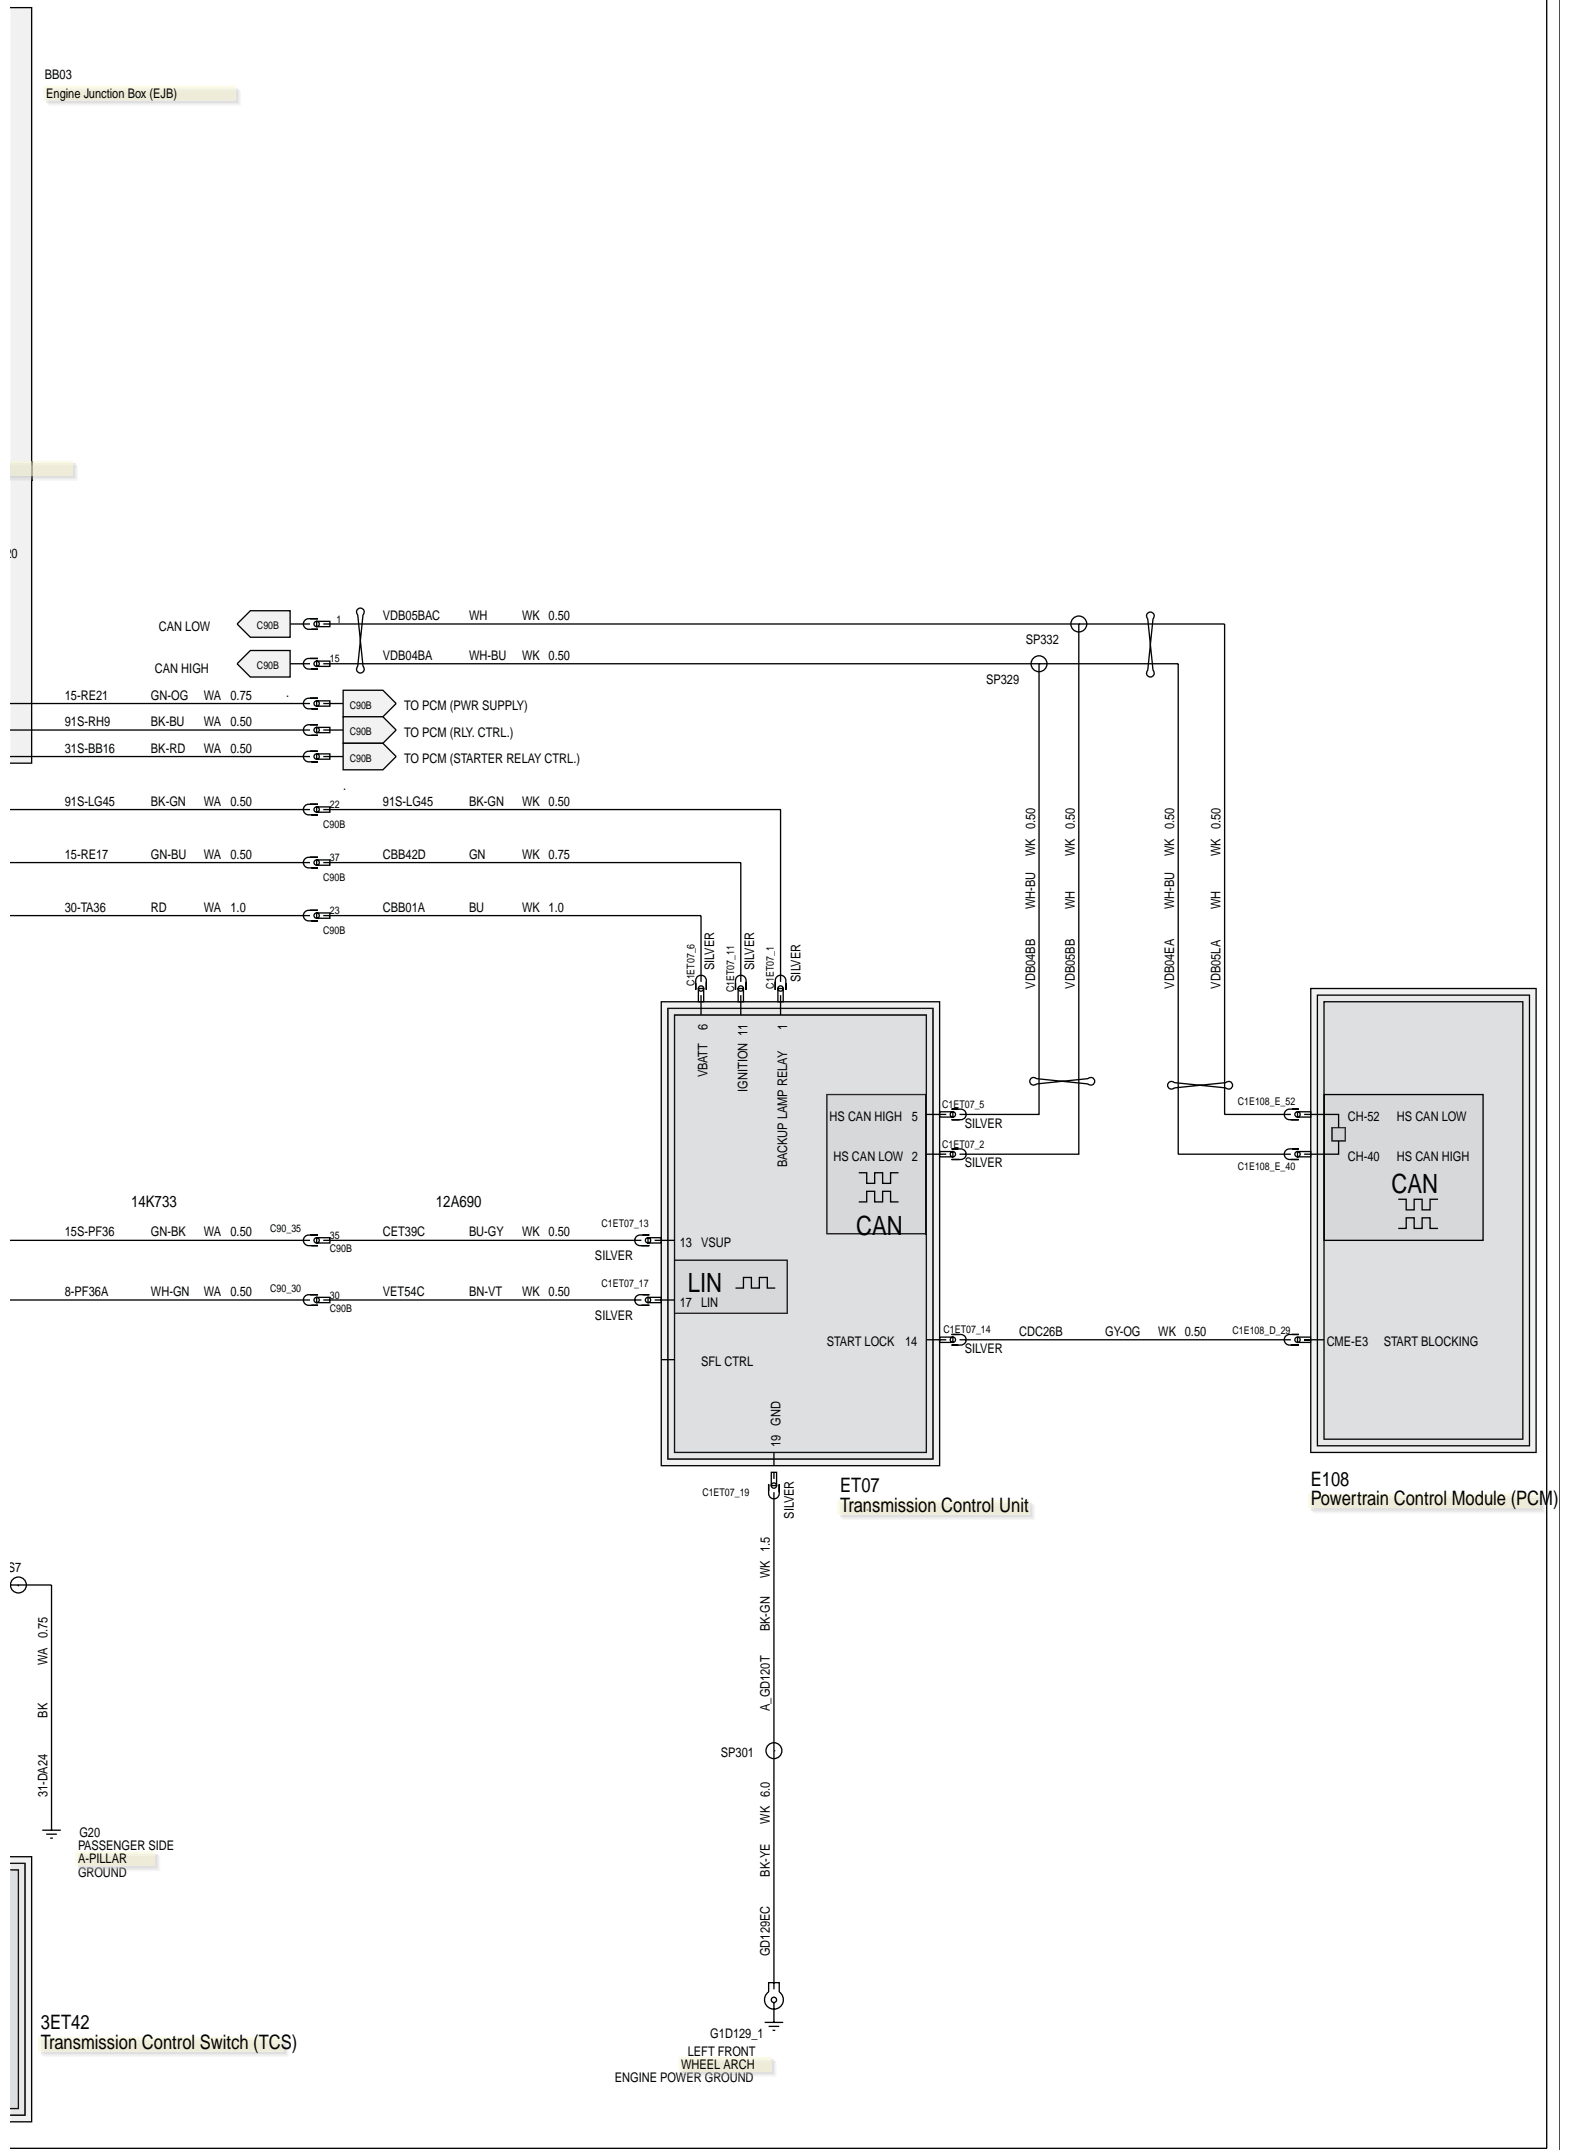 BB03
Engine Junction Box (EJB)
CAN LOW C90B 1 VDB05BAC WH WK 0.50
SP332
CAN HIGH C90B 15 VDB04BA WH-BU WK 0.50
SP329
15-RE21 GN-OG WA 0.75 C90B TO PCM (PWR SUPPLY)
91S-RH9 BK-BU WA 0.50 C90B TO PCM (RLY. CTRL.)
31S-BB16 BK-RD WA 0.50 C90B TO PCM (STARTER RELAY CTRL.)
91S-LG45 BK-GN WA 0.50 22 91S-LG45 BK-GN WK 0.50
C90B
15-RE17 GN-BU WA 0.50 37 CBB42D GN WK 0.75
C90B
30-TA36 RD WA 1.0 23 CBB01A BU WK 1.0
C90B
VDB04BB WH-BU WK 0.50
VDB05BB WH WK 0.50
VDB04EA WH-BU WK 0.50
VDB05LA WH WK 0.50
C1ET07_6
SILVER
C1ET07_11
SILVER
C1ET07_1
SILVER
VBATT 6
IGNITION 11
BACKUP LAMP RELAY 1
HS CAN HIGH 5
C1ET07_5
SILVER
HS CAN LOW 2
C1ET07_2
SILVER
CAN
C1E108_E_52
CH-52 HS CAN LOW
C1E108_E_40
CH-40 HS CAN HIGH
CAN
14K733 12A690
15S-PF36 GN-BK WA 0.50 C90_35 35 CET39C BU-GY WK 0.50 C1ET07_13
C90B
SILVER
13 VSUP
8-PF36A WH-GN WA 0.50 C90_30 30 VET54C BN-VT WK 0.50 C1ET07_17
C90B
SILVER
LIN
17 LIN
START LOCK 14 C1ET07_14 CDC26B GY-OG WK 0.50 C1E108_D_29
SILVER
CME-E3 START BLOCKING
SFL CTRL
19 GND
C1ET07_19
SILVER
ET07
Transmission Control Unit
E108
Powertrain Control Module (PCM)
A_GD120T BK-GN WK 1.5
SP301
GD129EC BK-YE WK 6.0
31-DA24 BK WA 0.75
G20
PASSENGER SIDE
A-PILLAR
GROUND
3ET42
Transmission Control Switch (TCS)
G1D129_1
LEFT FRONT
WHEEL ARCH
ENGINE POWER GROUND